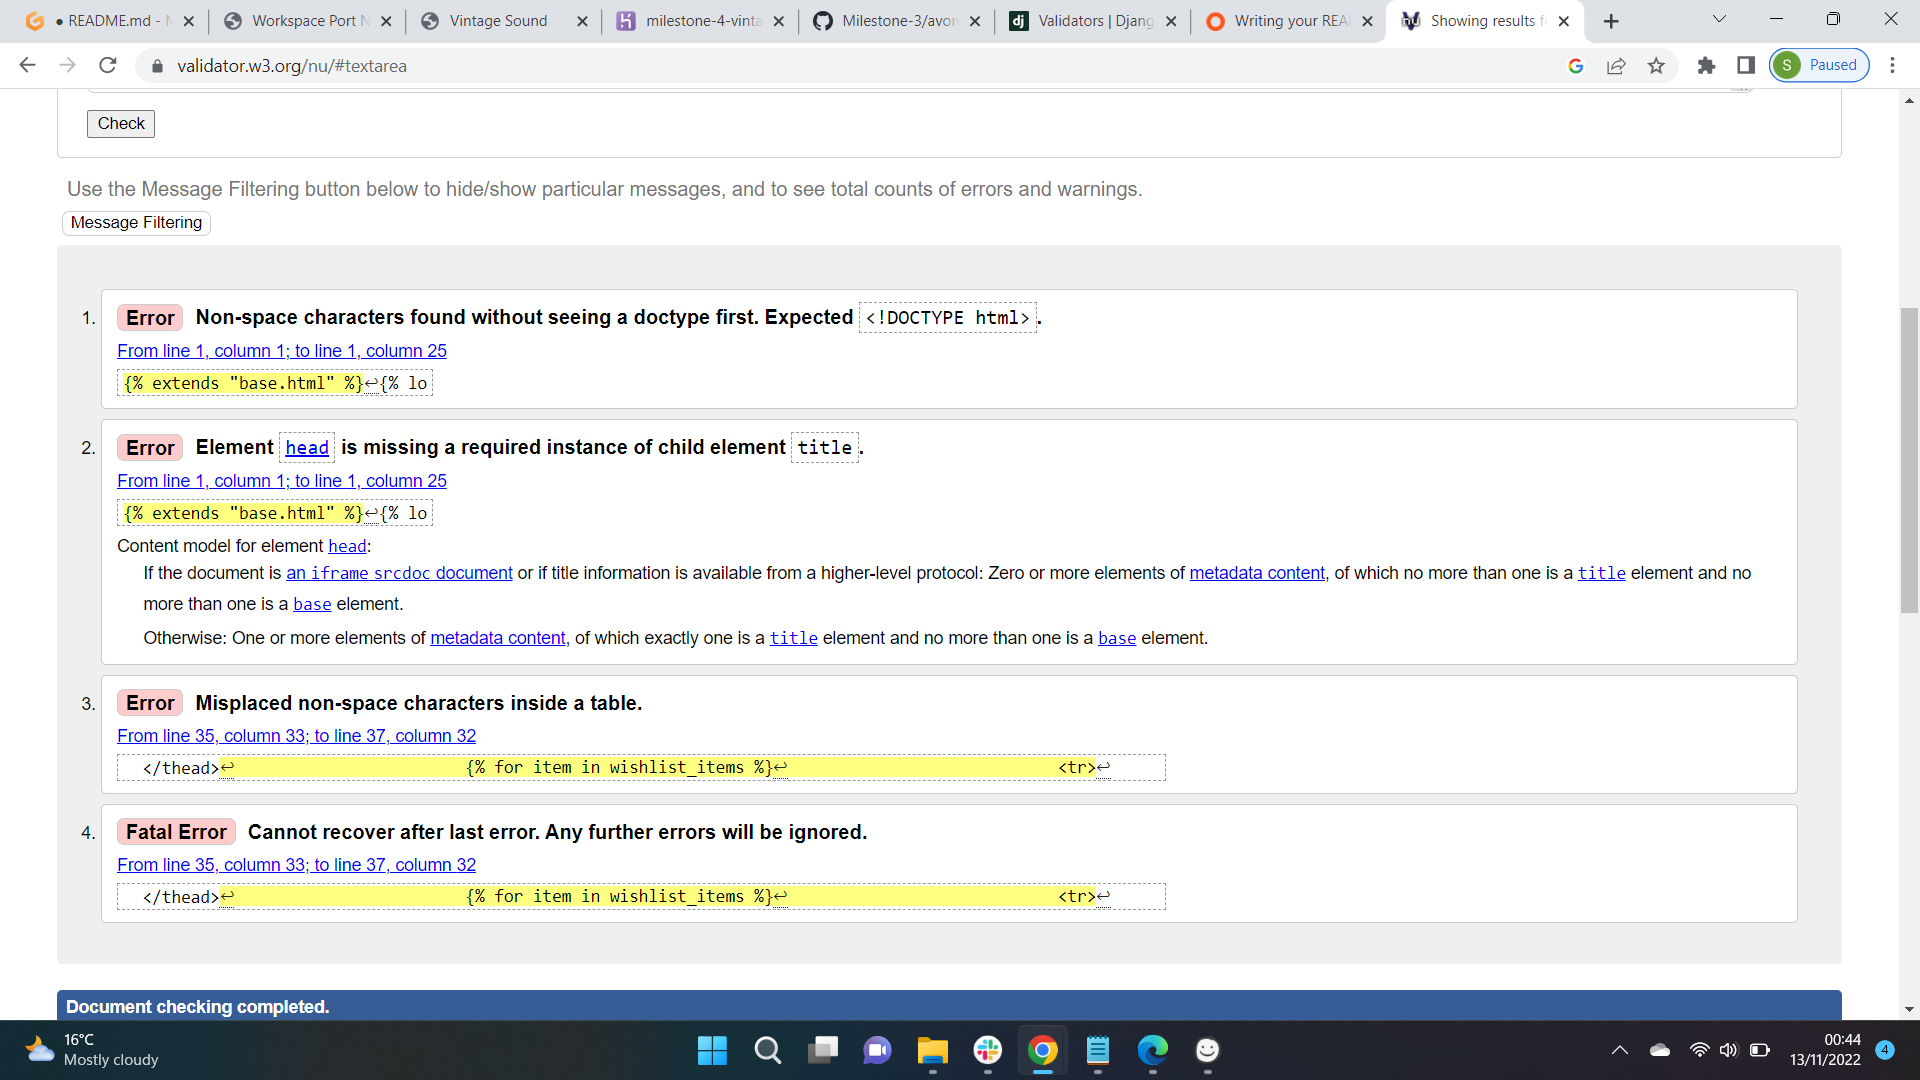 ● README.md - M
Workspace Port N
Vintage Sound
milestone-4-vinta
Milestone-3/avon
Validators | Djang
Writing your REA
Showing results f
validator.w3.org/nu/#textarea
S Paused
Check
Use the Message Filtering button below to hide/show particular messages, and to see total counts of errors and warnings.
Message Filtering
1. Error Non-space characters found without seeing a doctype first. Expected <!DOCTYPE html>.
From line 1, column 1; to line 1, column 25
{% extends "base.html" %}↩{% lo
2. Error Element head is missing a required instance of child element title.
From line 1, column 1; to line 1, column 25
{% extends "base.html" %}↩{% lo
Content model for element head:
If the document is an iframe srcdoc document or if title information is available from a higher-level protocol: Zero or more elements of metadata content, of which no more than one is a title element and no
more than one is a base element.
Otherwise: One or more elements of metadata content, of which exactly one is a title element and no more than one is a base element.
3. Error Misplaced non-space characters inside a table.
From line 35, column 33; to line 37, column 32
</thead>↩ {% for item in wishlist_items %}↩ <tr>↩
4. Fatal Error Cannot recover after last error. Any further errors will be ignored.
From line 35, column 33; to line 37, column 32
</thead>↩ {% for item in wishlist_items %}↩ <tr>↩
Document checking completed.
16°C
Mostly cloudy
00:44
13/11/2022
4